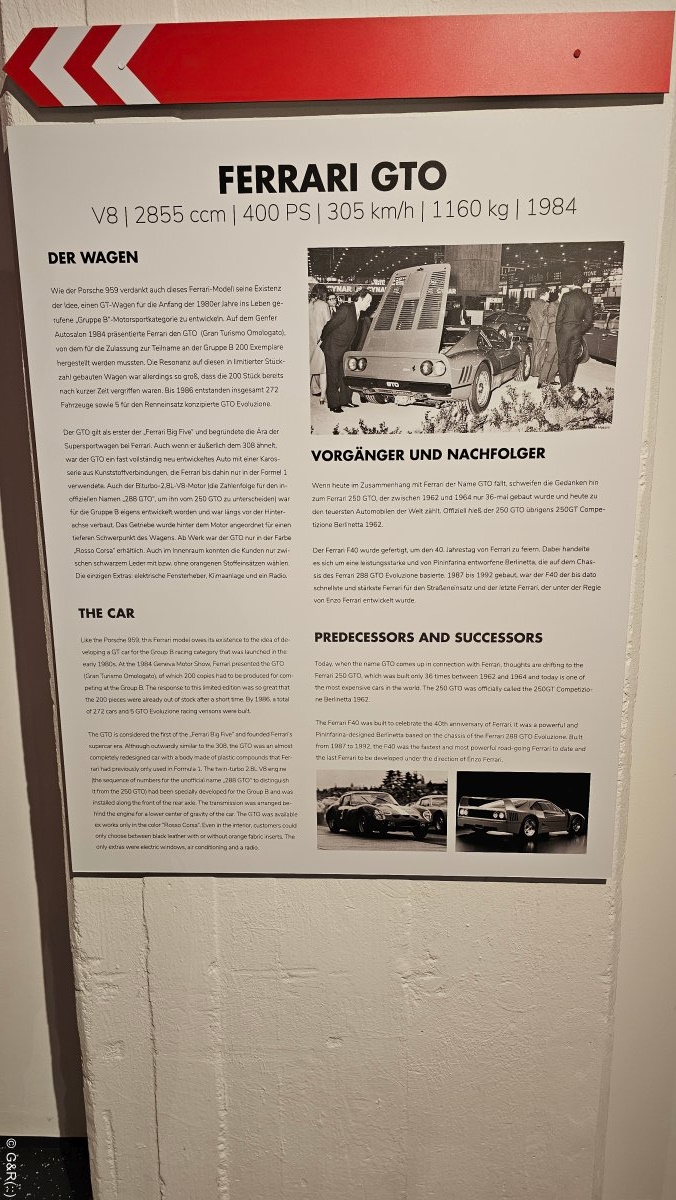 FERRARI GTO
V8 | 2855 ccm | 400 PS | 305 km/h | 1160 kg | 1984
DER WAGEN
Wie der Porsche 959 verdankt auch dieses Ferrari-Modell seine Existenz
der Idee, einen GT-Wagen für die Anfang der 1980er Jahre ins Leben ge-
rufene „Gruppe B"-Motorsportkategorie zu entwickeln. Auf dem Genfer
Autosalon 1984 präsentierte Ferrari den GTO (Gran Turismo Omologato),
von dem für die Zulassung zur Teilname an der Gruppe B 200 Exemplare
hergestellt werden mussten. Die Resonanz auf diesen in limitierter Stück-
zahl gebauten Wagen war allerdings so groß, dass die 200 Stück bereits
nach kurzer Zeit vergriffen waren. Bis 1986 entstanden insgesamt 272
Fahrzeuge sowie 5 für den Renneinsatz konzipierte GTO Evoluzione.
Der GTO gilt als erster der „Ferrari Big Five" und begründete die Ära der
Supersportwagen bei Ferrari. Auch wenn er äußerlich dem 308 ähnelt,
war der GTO ein fast vollständig neu entwickeltes Auto mit einer Karos-
serie aus Kunststoffverbindungen, die Ferrari bis dahin nur in der Formel 1
verwendete. Auch der Biturbo-2,8L-V8-Motor (die Zahlenfolge für den in-
offiziellen Namen „288 GTO", um ihn vom 250 GTO zu unterscheiden) war
für die Gruppe B eigens entwickelt worden und war längs vor der Hinter-
achse verbaut. Das Getriebe wurde hinter dem Motor angeordnet für einen
tieferen Schwerpunkt des Wagens. Ab Werk war der GTO nur in der Farbe
„Rosso Corsa" erhältlich. Auch im Innenraum konnten die Kunden nur zwi-
schen schwarzem Leder mit bzw. ohne orangenen Stoffeinsätzen wählen.
Die einzigen Extras: elektrische Fensterheber, Klimaanlage und ein Radio.
THE CAR
Like the Porsche 959, this Ferrari model owes its existence to the idea of de-
veloping a GT car for the Group B racing category that was launched in the
early 1980s. At the 1984 Geneva Motor Show, Ferrari presented the GTO
(Gran Turismo Omologato), of which 200 copies had to be produced for com-
peting at the Group B. The response to this limited edition was so great that
the 200 pieces were already out of stock after a short time. By 1986, a total
of 272 cars and 5 GTO Evoluzione racing versions were built.
The GTO is considered the first of the „Ferrari Big Five" and founded Ferrari's
supercar era. Although outwardly similar to the 308, the GTO was an almost
completely redesigned car with a body made of plastic compounds that Fer-
rari had previously only used in Formula 1. The twin-turbo 2.8L V8 engine
(the sequence of numbers for the unofficial name „288 GTO" to distinguish
it from the 250 GTO) had been specially developed for the Group B and was
installed along the front of the rear axle. The transmission was arranged be-
hind the engine for a lower center of gravity of the car. The GTO was available
ex works only in the color "Rosso Corsa". Even in the interior, customers could
only choose between black leather with or without orange fabric inserts. The
only extras were electric windows, air conditioning and a radio.
GTO
VORGÄNGER UND NACHFOLGER
Wenn heute im Zusammenhang mit Ferrari der Name GTO fällt, schweifen die Gedanken hin
zum Ferrari 250 GTO, der zwischen 1962 und 1964 nur 36-mal gebaut wurde und heute zu
den teuersten Automobilen der Welt zählt. Offiziell hieß der 250 GTO übrigens 250GT Compe-
tizione Berlinetta 1962.
Der Ferrari F40 wurde gefertigt, um den 40. Jahrestag von Ferrari zu feiern. Dabei handelte
es sich um eine leistungsstarke und von Pininfarina entworfene Berlinetta, die auf dem Chas-
sis des Ferrari 288 GTO Evoluzione basierte. 1987 bis 1992 gebaut, war der F40 der bis dato
schnellste und stärkste Ferrari für den Straßeneinsatz und der letzte Ferrari, der unter der Regie
von Enzo Ferrari entwickelt wurde.
PREDECESSORS AND SUCCESSORS
Today, when the name GTO comes up in connection with Ferrari, thoughts are drifting to the
Ferrari 250 GTO, which was built only 36 times between 1962 and 1964 and today is one of
the most expensive cars in the world. The 250 GTO was officially called the 250GT Competizio-
ne Berlinetta 1962.
The Ferrari F40 was built to celebrate the 40th anniversary of Ferrari, it was a powerful and
Pininfarina-designed Berlinetta based on the chassis of the Ferrari 288 GTO Evoluzione. Built
from 1987 to 1992, the F40 was the fastest and most powerful road-going Ferrari to date and
the last Ferrari to be developed under the direction of Enzo Ferrari.
© G&R(:;)